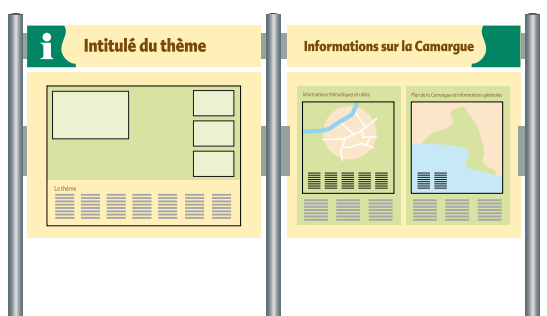 i
Intitulé du thème
Informations sur la Camargue
Informations thématiques et utiles
Plan de la Camargue et informations générales
Le thème